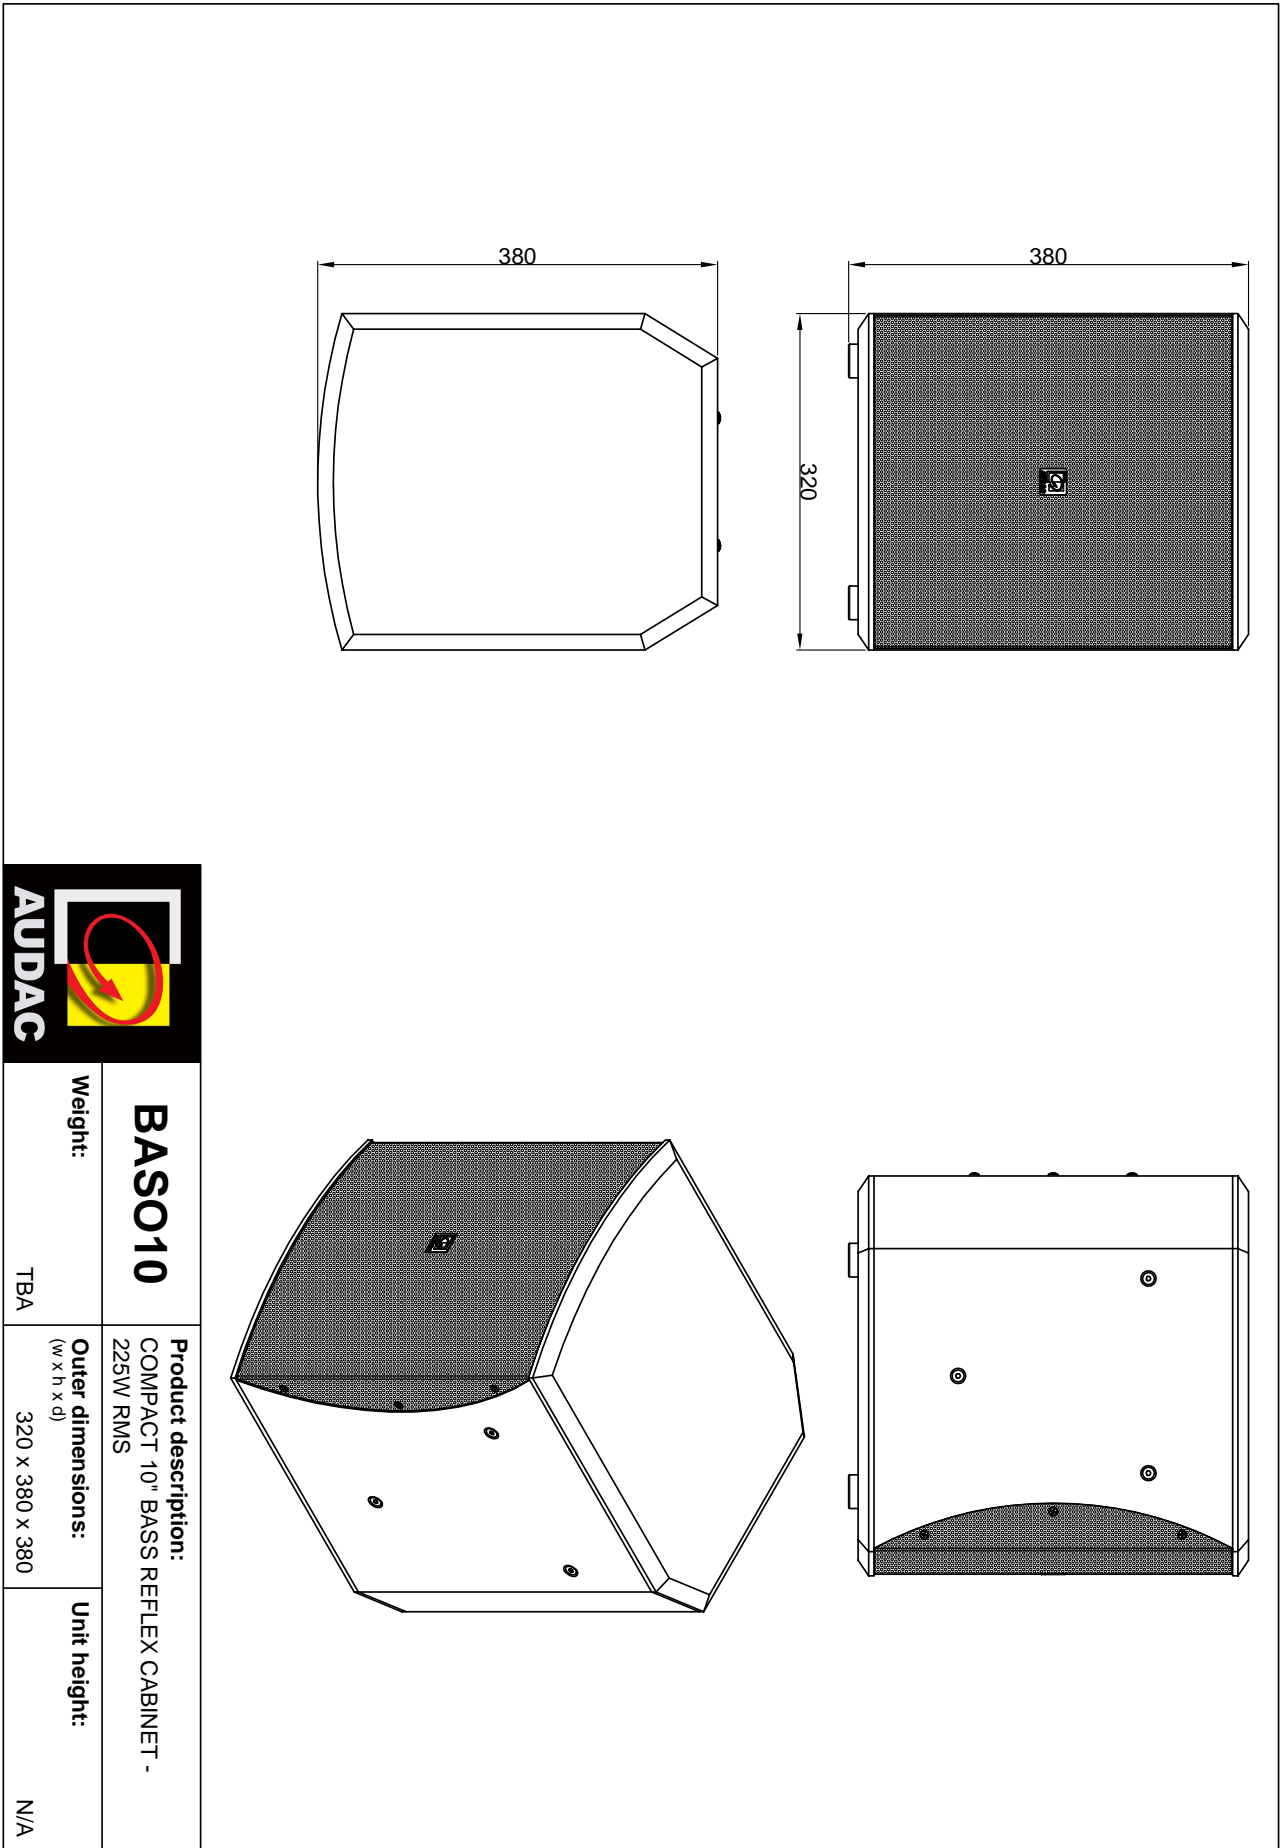 380
320
380
AUDAC
BASO10
Product description:
COMPACT 10" BASS REFLEX CABINET -
225W RMS
Weight:
TBA
Outer dimensions:
(w x h x d)
320 x 380 x 380
Unit height:
N/A